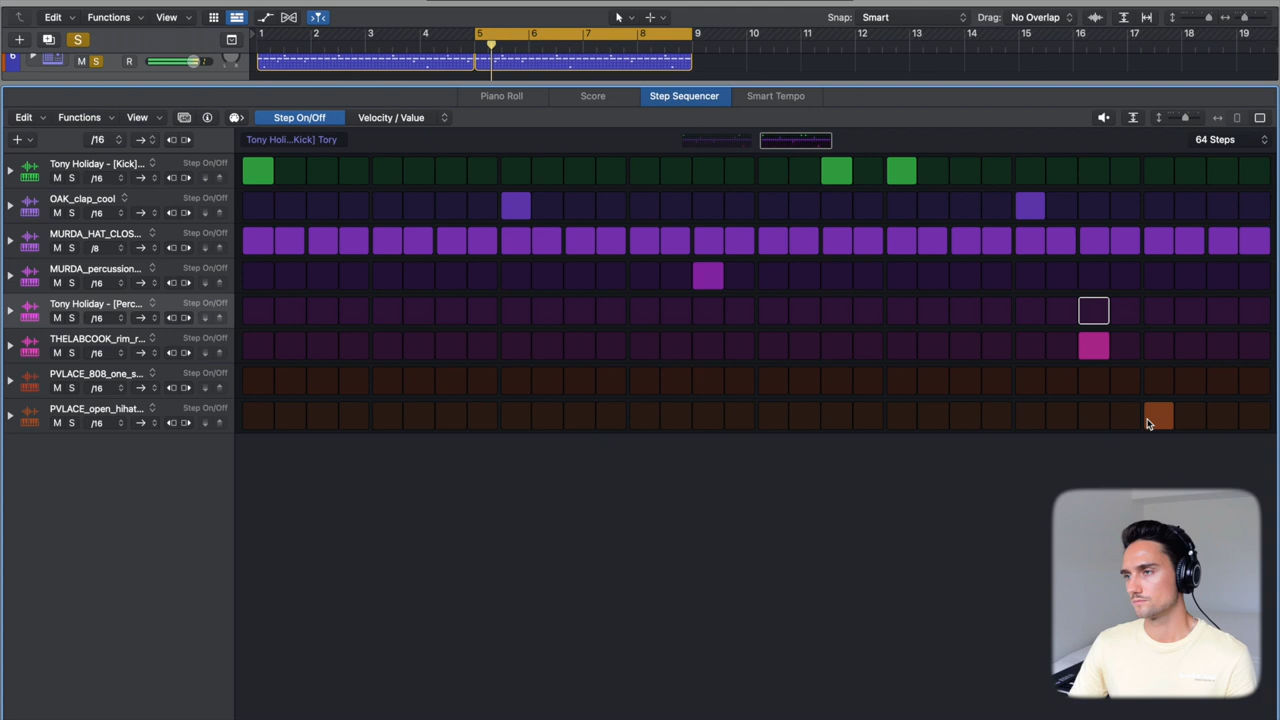 Edit Functions View Snap: Smart Drag: No Overlap
S 1 2 3 4 5 6 7 8 9 10 11 12 13 14 15 16 17 18 19
6 M S R
Piano Roll Score Step Sequencer Smart Tempo
Edit Functions View Step On/Off Velocity / Value
/16 Tony Holi...Kick] Tory 64 Steps
Tony Holiday - [Kick]... Step On/Off
M S /16
OAK_clap_cool Step On/Off
M S /16
MURDA_HAT_CLOS... Step On/Off
M S /8
MURDA_percussion... Step On/Off
M S /16
Tony Holiday - [Perc... Step On/Off
M S /16
THELABCOOK_rim_r... Step On/Off
M S /16
PVLACE_808_one_s... Step On/Off
M S /16
PVLACE_open_hihat... Step On/Off
M S /16